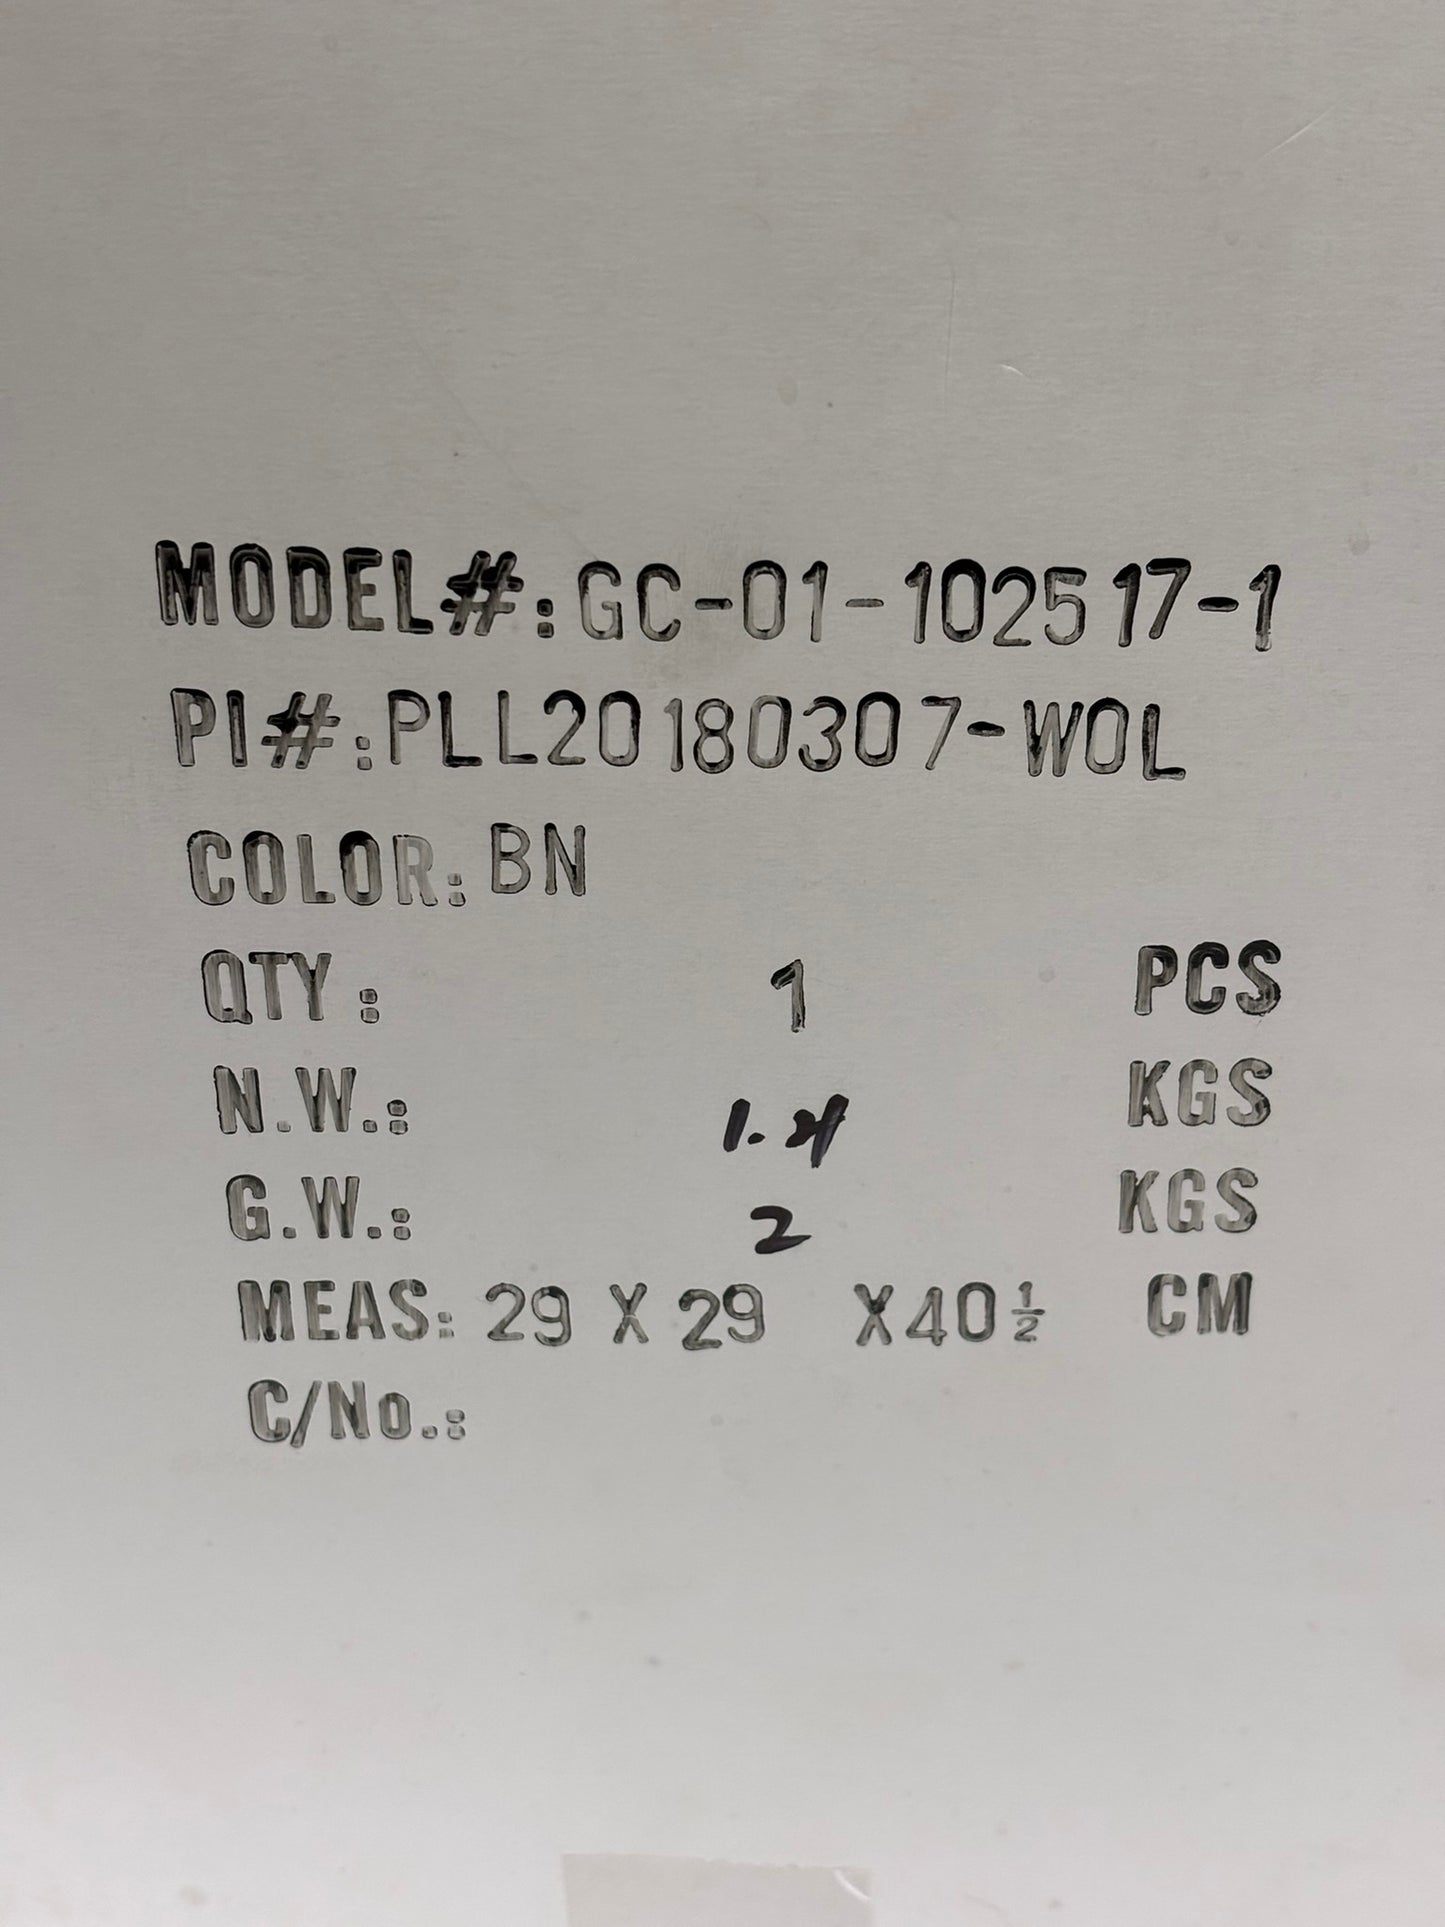 MODEL#: GC-01-102517-1
PI#: PLL20180307-WOL
COLOR: BN
QTY: 1 PCS
N.W.: 1.4 KGS
G.W.: 2 KGS
MEAS: 29 X 29 X 40½ CM
C/No.: